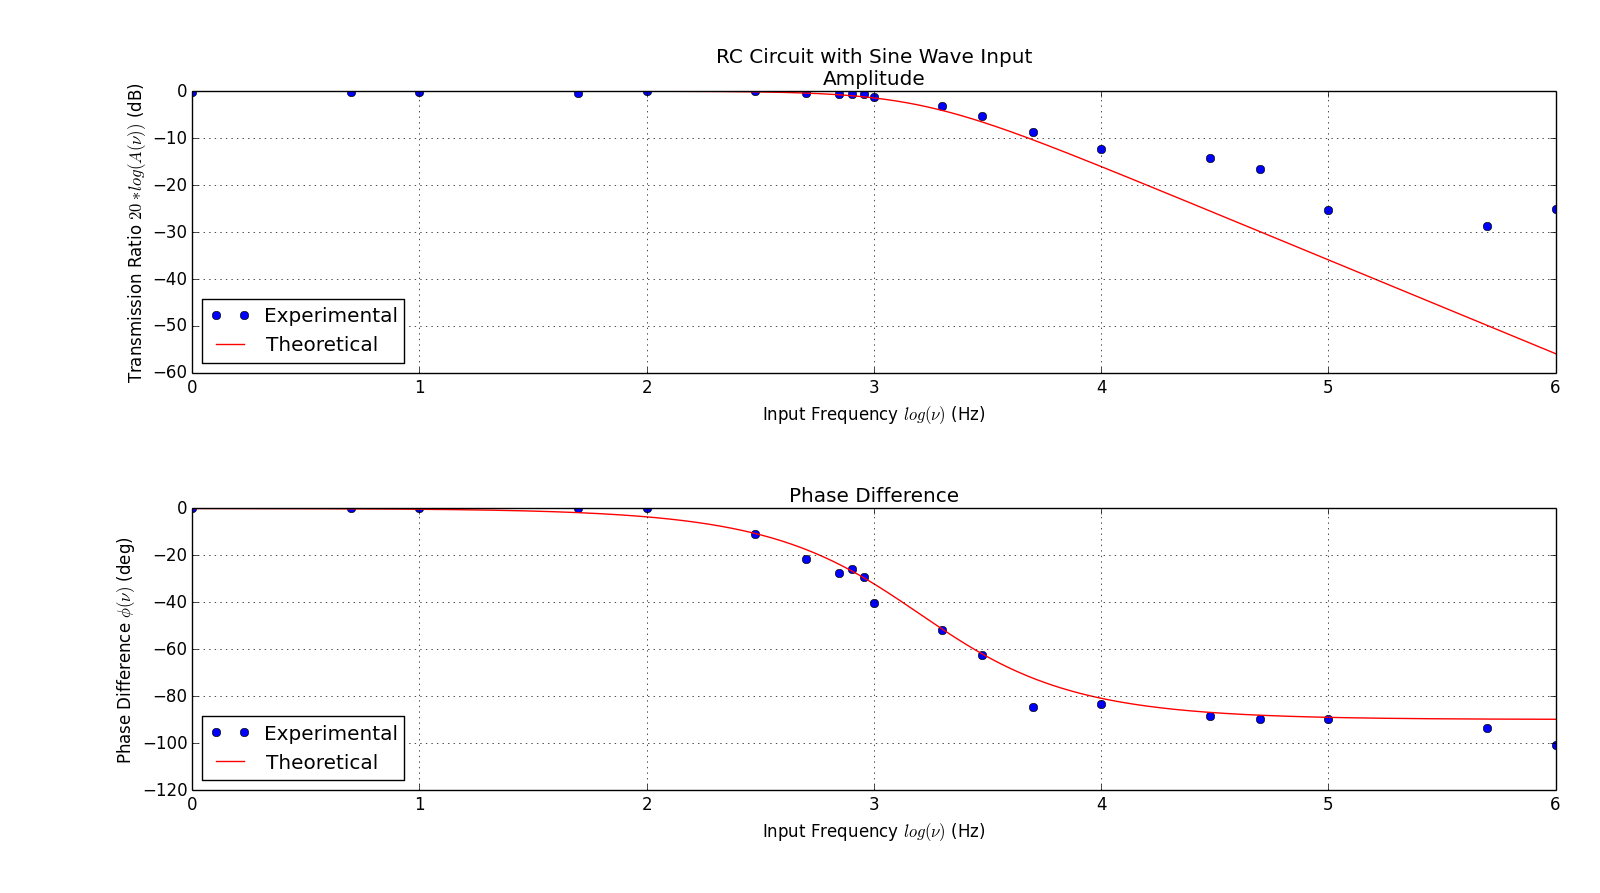 RC Circuit with Sine Wave Input
Amplitude
Transmission Ratio 20 * log(A(ν)) (dB)
0
−10
−20
−30
−40
−50
−60
Experimental
Theoretical
0 1 2 3 4 5 6
Input Frequency log(ν) (Hz)
Phase Difference
Phase Difference ϕ(ν) (deg)
0
−20
−40
−60
−80
−100
−120
Experimental
Theoretical
0 1 2 3 4 5 6
Input Frequency log(ν) (Hz)